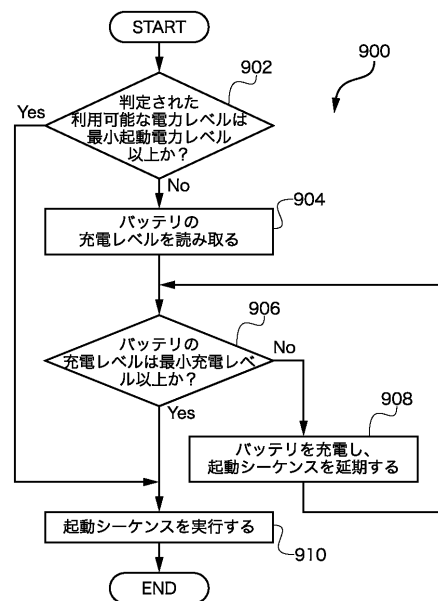 START
900
902
判定された
利用可能な電力レベルは
最小起動電力レベル
以上か？
Yes
No
904
バッテリの
充電レベルを読み取る
906
バッテリの
充電レベルは最小充電レベ
ル以上か？
No
Yes
908
バッテリを充電し、
起動シーケンスを延期する
起動シーケンスを実行する
910
END